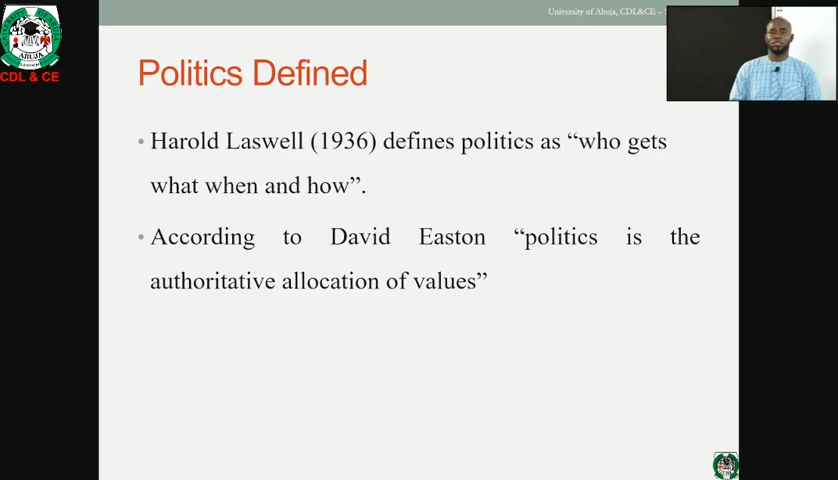 University of Abuja, CDL&CE –
CDL & CE
ABUJA
Politics Defined
• Harold Laswell (1936) defines politics as “who gets
what when and how”.
• According to David Easton “politics is the
authoritative allocation of values”